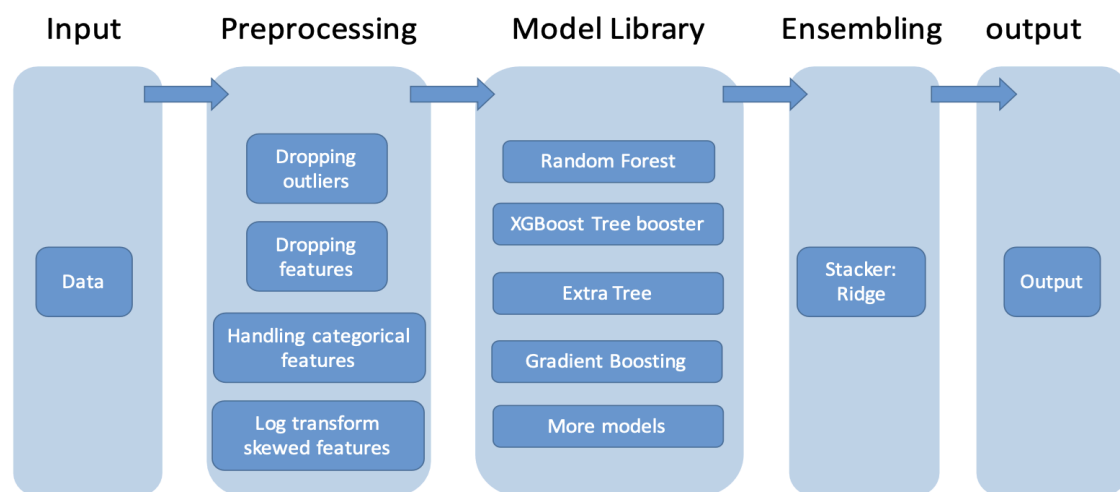 Input
Preprocessing
Model Library
Ensembling
output
Data
Dropping
outliers
Dropping
features
Handling categorical
features
Log transform
skewed features
Random Forest
XGBoost Tree booster
Extra Tree
Gradient Boosting
More models
Stacker:
Ridge
Output